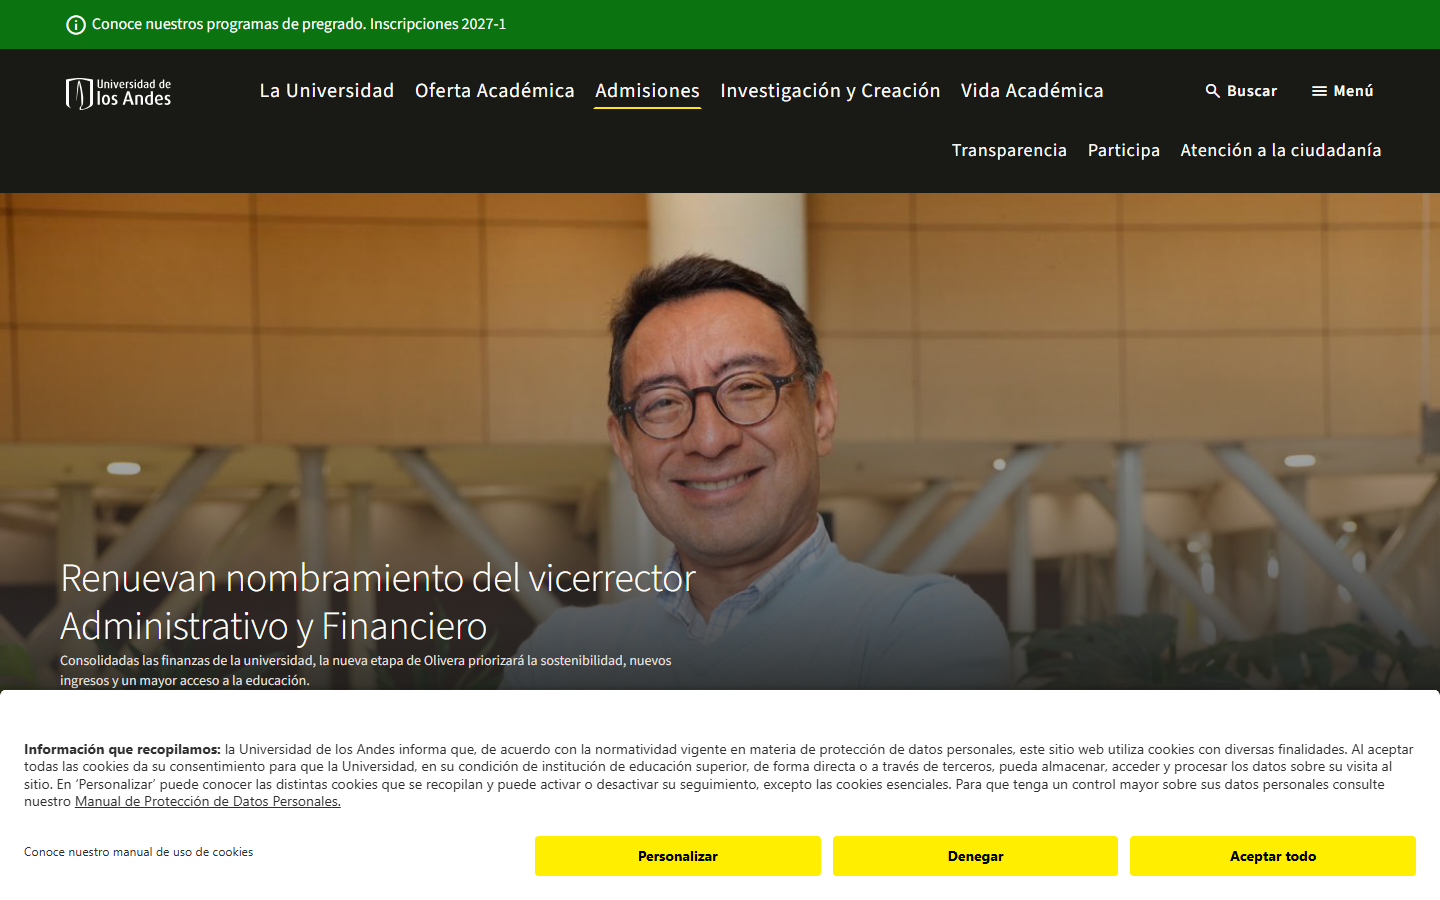 Conoce nuestros programas de pregrado. Inscripciones 2027-1
Universidad de
los Andes
La Universidad
Oferta Académica
Admisiones
Investigación y Creación
Vida Académica
Buscar
Menú
Transparencia
Participa
Atención a la ciudadanía
Renuevan nombramiento del vicerrector
Administrativo y Financiero
Consolidadas las finanzas de la universidad, la nueva etapa de Olivera priorizará la sostenibilidad, nuevos
ingresos y un mayor acceso a la educación.
Información que recopilamos: la Universidad de los Andes informa que, de acuerdo con la normatividad vigente en materia de protección de datos personales, este sitio web utiliza cookies con diversas finalidades. Al aceptar
todas las cookies da su consentimiento para que la Universidad, en su condición de institución de educación superior, de forma directa o a través de terceros, pueda almacenar, acceder y procesar los datos sobre su visita al
sitio. En ‘Personalizar’ puede conocer las distintas cookies que se recopilan y puede activar o desactivar su seguimiento, excepto las cookies esenciales. Para que tenga un control mayor sobre sus datos personales consulte
nuestro Manual de Protección de Datos Personales.
Conoce nuestro manual de uso de cookies
Personalizar
Denegar
Aceptar todo